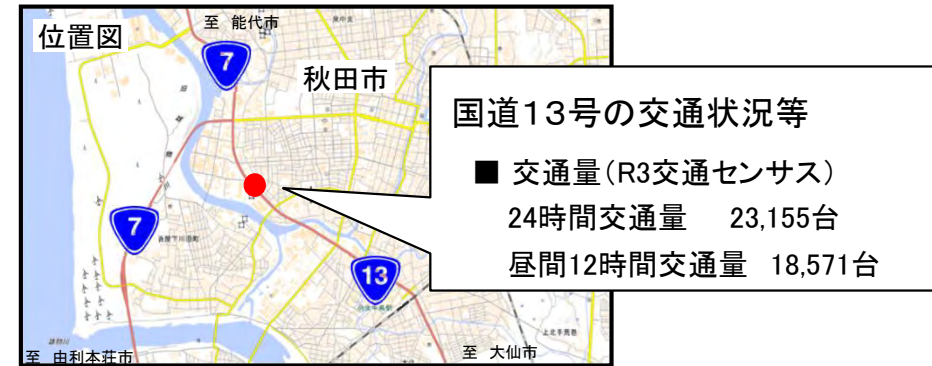 位置図
至 能代市
7
秋田市
国道13号の交通状況等
■ 交通量(R3交通センサス)
24時間交通量 23,155台
昼間12時間交通量 18,571台
7
13
至 由利本荘市
至 大仙市